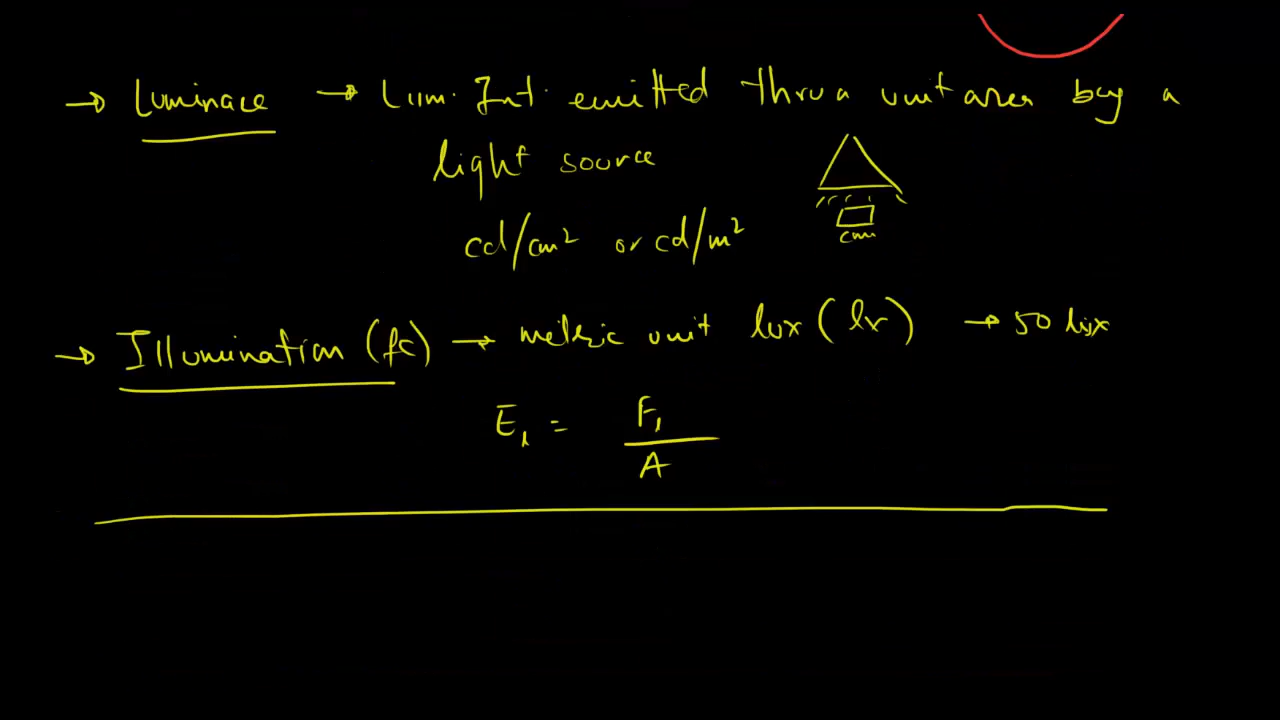 → Luminace → Lum. Int. emitted thru a unit area by a
light source
cd/cm² or cd/m²
→ Illumination (fc) → metric unit lux (lx) → 50 lux
E₁ = F₁/A